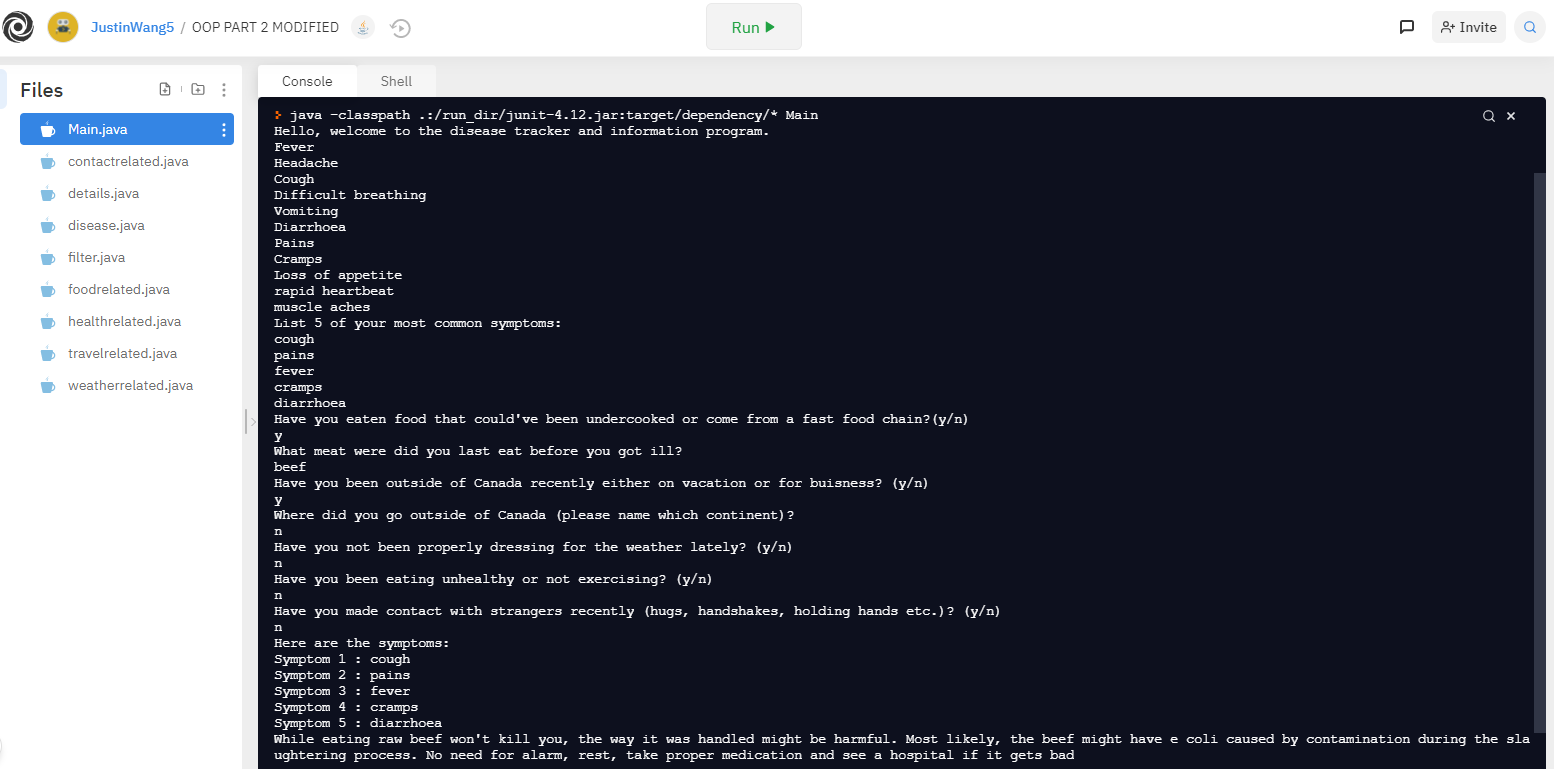 JustinWang5 / OOP PART 2 MODIFIED
Run
Invite
Files
Main.java
contactrelated.java
details.java
disease.java
filter.java
foodrelated.java
healthrelated.java
travelrelated.java
weatherrelated.java
Console
Shell
java -classpath .:/run_dir/junit-4.12.jar:target/dependency/* Main
Hello, welcome to the disease tracker and information program.
Fever
Headache
Cough
Difficult breathing
Vomiting
Diarrhoea
Pains
Cramps
Loss of appetite
rapid heartbeat
muscle aches
List 5 of your most common symptoms:
cough
pains
fever
cramps
diarrhoea
Have you eaten food that could've been undercooked or come from a fast food chain?(y/n)
y
What meat were did you last eat before you got ill?
beef
Have you been outside of Canada recently either on vacation or for buisness? (y/n)
y
Where did you go outside of Canada (please name which continent)?
n
Have you not been properly dressing for the weather lately? (y/n)
n
Have you been eating unhealthy or not exercising? (y/n)
n
Have you made contact with strangers recently (hugs, handshakes, holding hands etc.)? (y/n)
n
Here are the symptoms:
Symptom 1 : cough
Symptom 2 : pains
Symptom 3 : fever
Symptom 4 : cramps
Symptom 5 : diarrhoea
While eating raw beef won't kill you, the way it was handled might be harmful. Most likely, the beef might have e coli caused by contamination during the sla
ughtering process. No need for alarm, rest, take proper medication and see a hospital if it gets bad